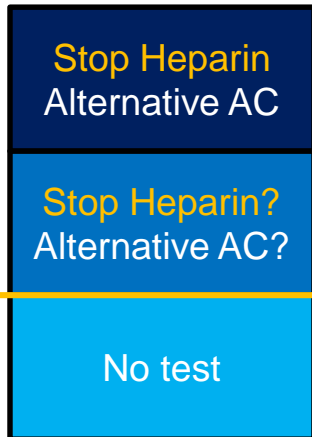 Stop Heparin
Alternative AC
Stop Heparin?
Alternative AC?
No test